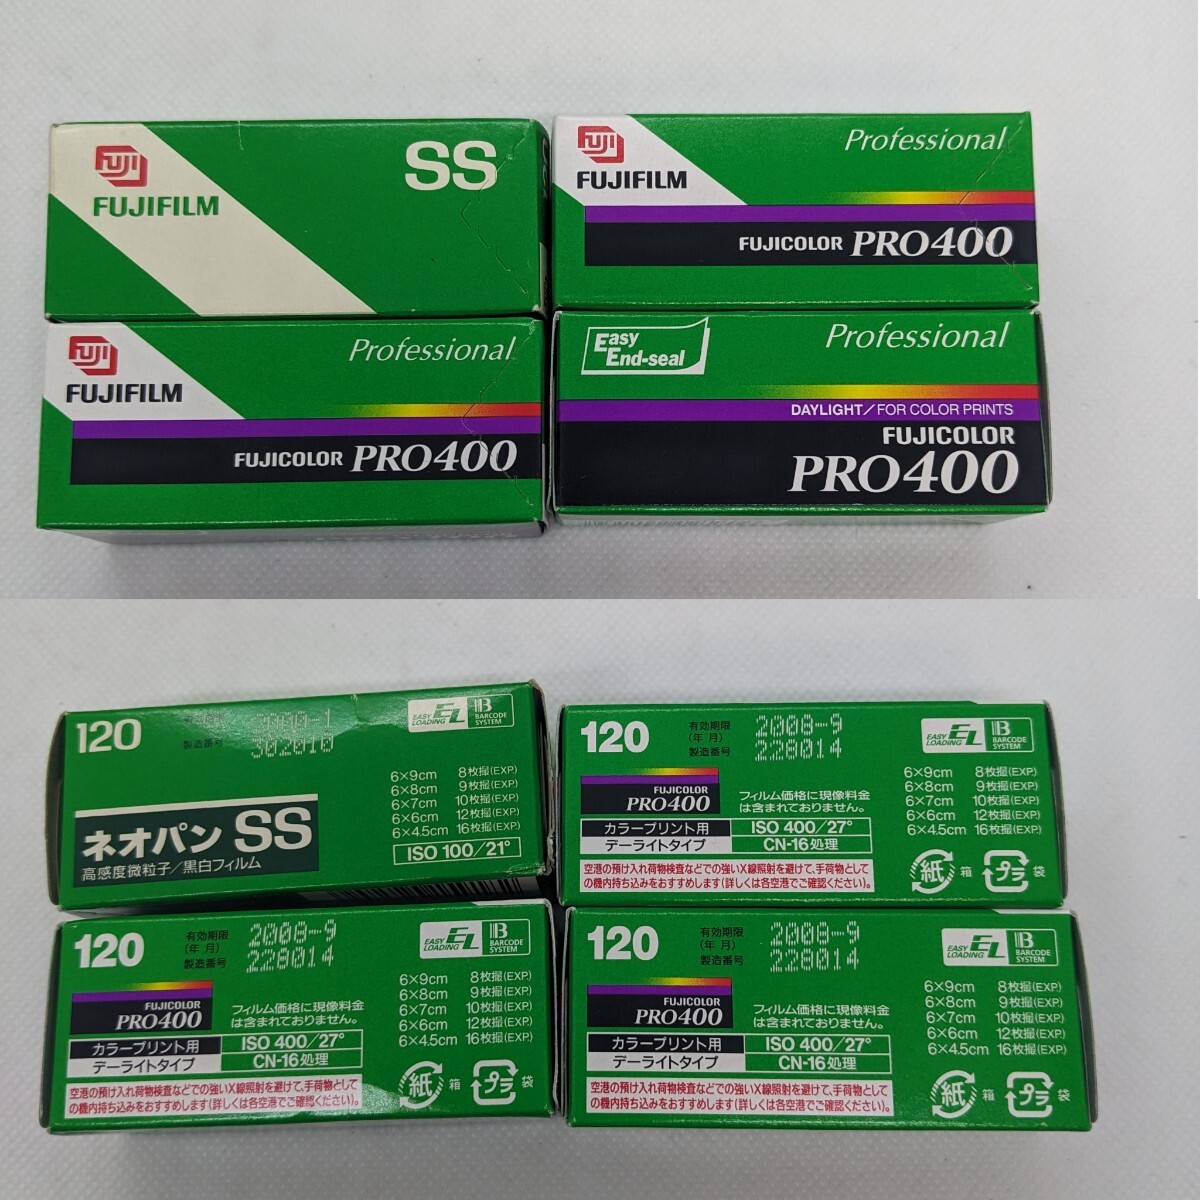 FUJI
FUJIFILM
SS
FUJI
FUJIFILM
Professional
FUJICOLOR PRO400
FUJI
FUJIFILM
Professional
FUJICOLOR PRO400
Easy
End-seal
Professional
DAYLIGHT/FOR COLOR PRINTS
FUJICOLOR
PRO400
120
製造番号
302010
EASY
LOADING EL
BARCODE
SYSTEM
6×9cm 8枚撮(EXP.)
6×8cm 9枚撮(EXP.)
6×7cm 10枚撮(EXP.)
6×6cm 12枚撮(EXP.)
6×4.5cm 16枚撮(EXP.)
ISO 100/21°
ネオパン SS
高感度微粒子/黒白フィルム
120
有効期限
(年 月)
製造番号
2008-9
228014
EASY
LOADING EL
BARCODE
SYSTEM
FUJICOLOR
PRO400
フィルム価格に現像料金
は含まれておりません。
カラープリント用
デーライトタイプ
ISO 400/27°
CN-16処理
6×9cm 8枚撮(EXP.)
6×8cm 9枚撮(EXP.)
6×7cm 10枚撮(EXP.)
6×6cm 12枚撮(EXP.)
6×4.5cm 16枚撮(EXP.)
空港の預け入れ荷物検査などでの強いX線照射を避けて、手荷物として
の機内持ち込みをおすすめします(詳しくは各空港でご確認ください)。
紙 箱 プラ 袋
120
有効期限
(年 月)
製造番号
2008-9
228014
EASY
LOADING EL
BARCODE
SYSTEM
FUJICOLOR
PRO400
フィルム価格に現像料金
は含まれておりません。
カラープリント用
デーライトタイプ
ISO 400/27°
CN-16処理
6×9cm 8枚撮(EXP.)
6×8cm 9枚撮(EXP.)
6×7cm 10枚撮(EXP.)
6×6cm 12枚撮(EXP.)
6×4.5cm 16枚撮(EXP.)
空港の預け入れ荷物検査などでの強いX線照射を避けて、手荷物として
の機内持ち込みをおすすめします(詳しくは各空港でご確認ください)。
紙 箱 プラ 袋
120
有効期限
(年 月)
製造番号
2008-9
228014
EASY
LOADING EL
BARCODE
SYSTEM
FUJICOLOR
PRO400
フィルム価格に現像料金
は含まれておりません。
カラープリント用
デーライトタイプ
ISO 400/27°
CN-16処理
6×9cm 8枚撮(EXP.)
6×8cm 9枚撮(EXP.)
6×7cm 10枚撮(EXP.)
6×6cm 12枚撮(EXP.)
6×4.5cm 16枚撮(EXP.)
空港の預け入れ荷物検査などでの強いX線照射を避けて、手荷物として
の機内持ち込みをおすすめします(詳しくは各空港でご確認ください)。
紙 箱 プラ 袋